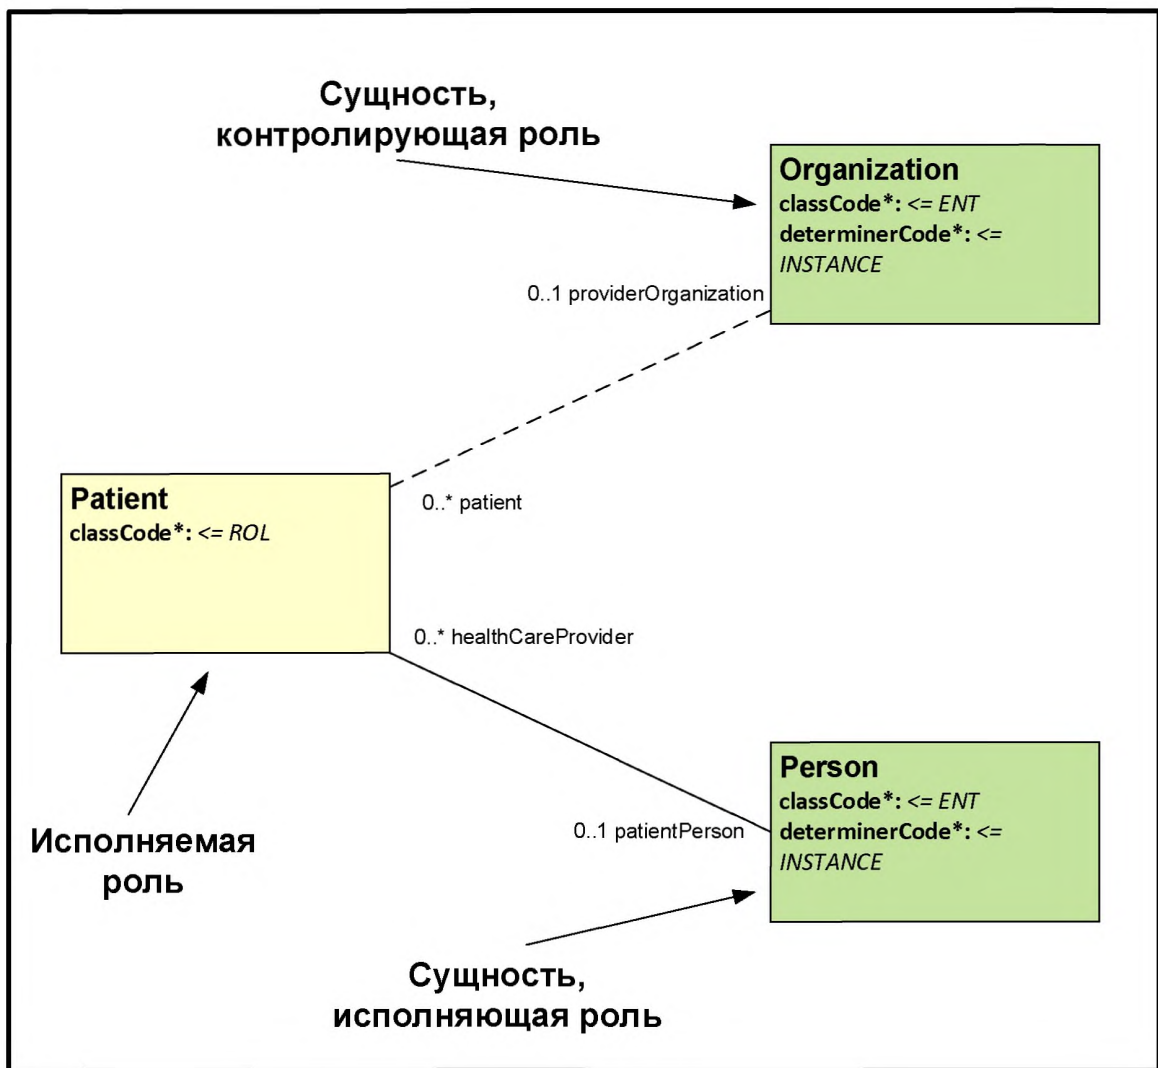 Сущность,
контролирующая роль
Organization
classCode*: <= ENT
determinerCode*: <=
INSTANCE
0..1 providerOrganization
Patient
classCode*: <= ROL
0..* patient
0..* healthCareProvider
Person
classCode*: <= ENT
determinerCode*: <=
INSTANCE
0..1 patientPerson
Исполняемая
роль
Сущность,
исполняющая роль